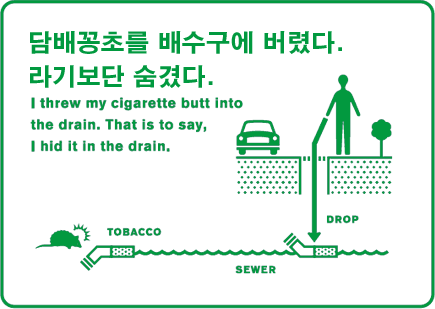 담배꽁초를 배수구에 버렸다.
라기보단 숨겼다.
I threw my cigarette butt into
the drain. That is to say,
I hid it in the drain.
DROP
TOBACCO
SEWER